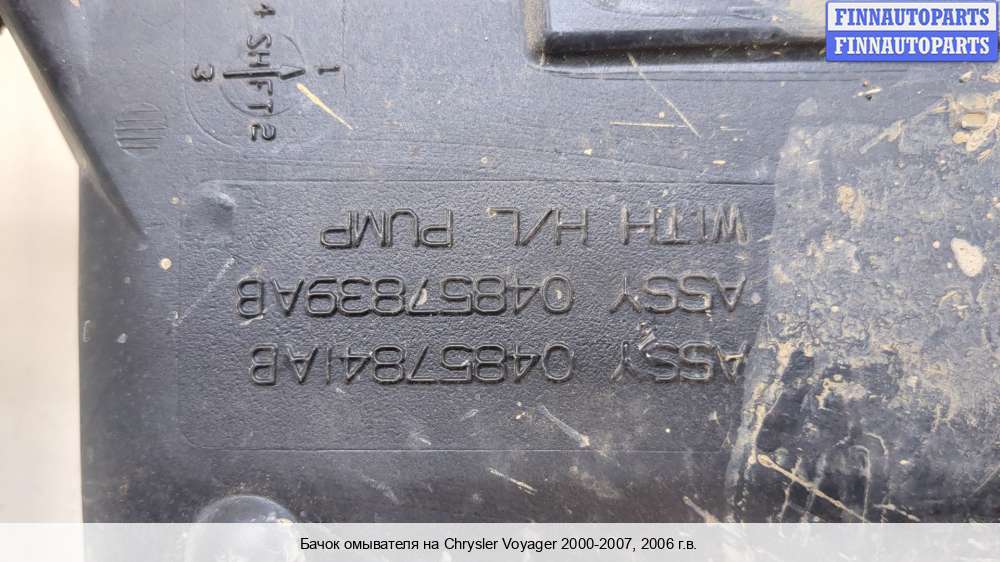 FINNAUTOPARTS
FINNAUTOPARTS
4 SHIFT 2
1
3
ASSY 04857841AB
ASSY 04857839AB
WITH H/L PUMP
Бачок омывателя на Chrysler Voyager 2000-2007, 2006 г.в.